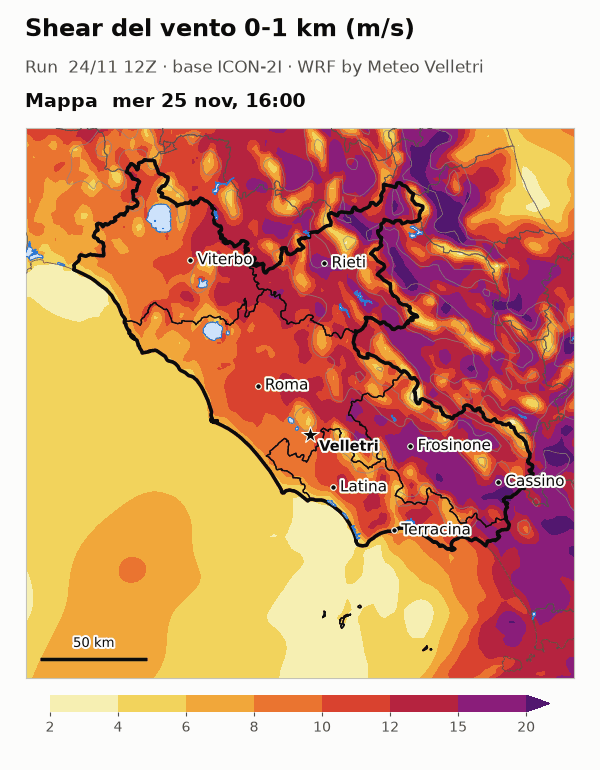 Shear del vento 0-1 km (m/s)
Run  24/11 12Z · base ICON-2I · WRF by Meteo Velletri
Mappa  mer 25 nov, 16:00
Viterbo
Rieti
Roma
Velletri
Frosinone
Latina
Cassino
Terracina
50 km
2 4 6 8 10 12 15 20